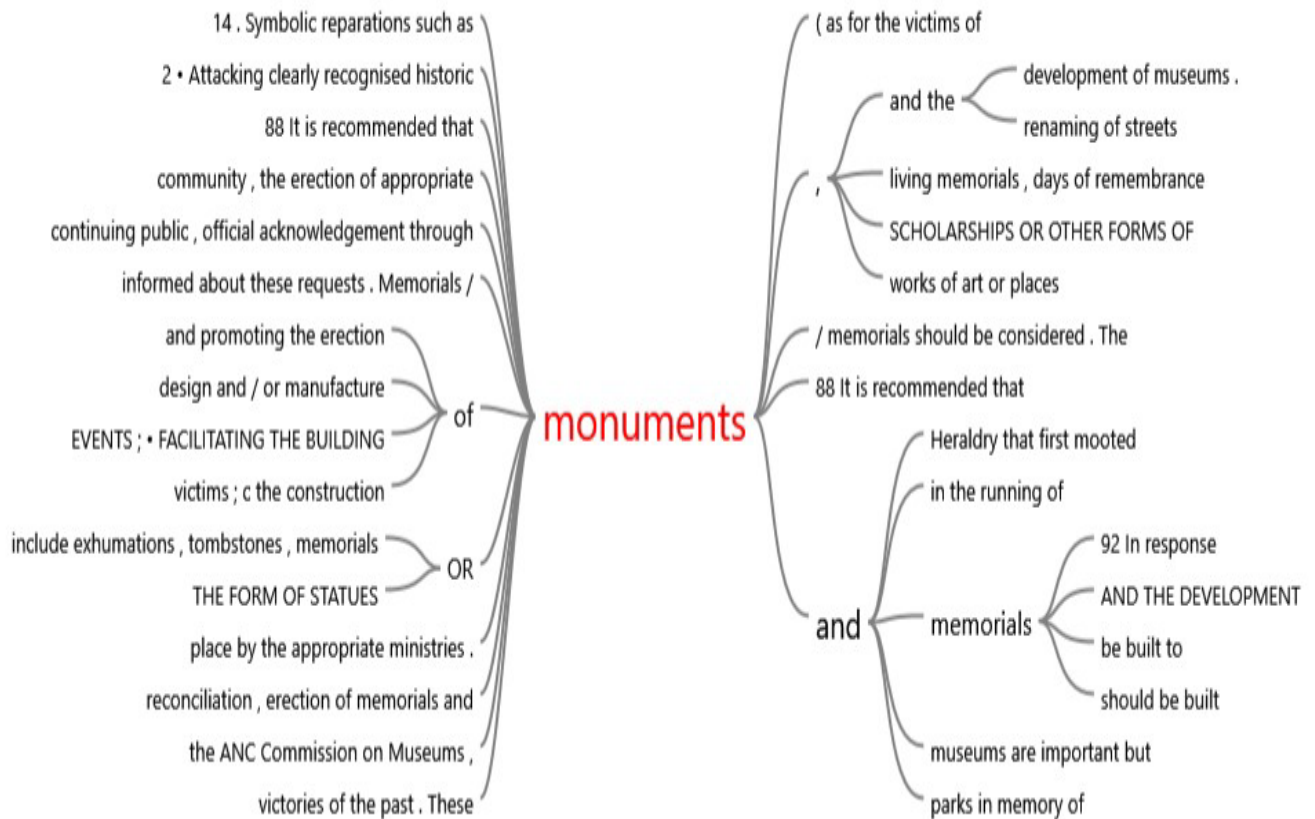 14 . Symbolic reparations such as
2 • Attacking clearly recognised historic
88 It is recommended that
community , the erection of appropriate
continuing public , official acknowledgement through
informed about these requests . Memorials /
and promoting the erection
design and / or manufacture
EVENTS ; • FACILITATING THE BUILDING
victims ; c the construction
of
include exhumations , tombstones , memorials
THE FORM OF STATUES
OR
place by the appropriate ministries .
reconciliation , erection of memorials and
the ANC Commission on Museums ,
victories of the past . These
monuments
( as for the victims of
,
and the
development of museums .
renaming of streets
living memorials , days of remembrance
SCHOLARSHIPS OR OTHER FORMS OF
works of art or places
/ memorials should be considered . The
88 It is recommended that
and
Heraldry that first mooted
in the running of
memorials
92 In response
AND THE DEVELOPMENT
be built to
should be built
museums are important but
parks in memory of